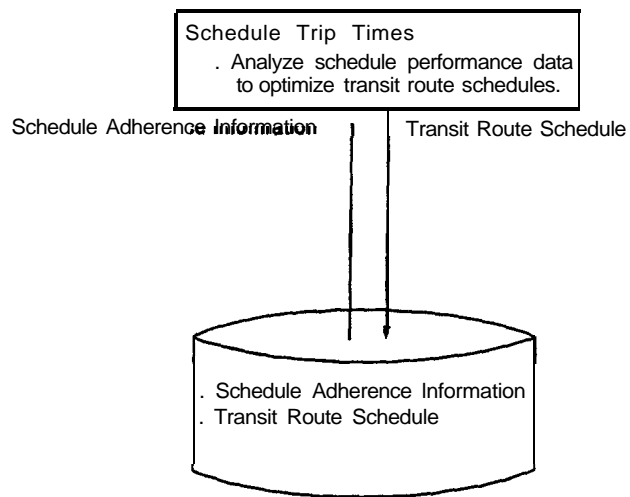 Schedule Trip Times
. Analyze schedule performance data
to optimize transit route schedules.
Schedule Adherence Information
Transit Route Schedule
. Schedule Adherence Information
. Transit Route Schedule